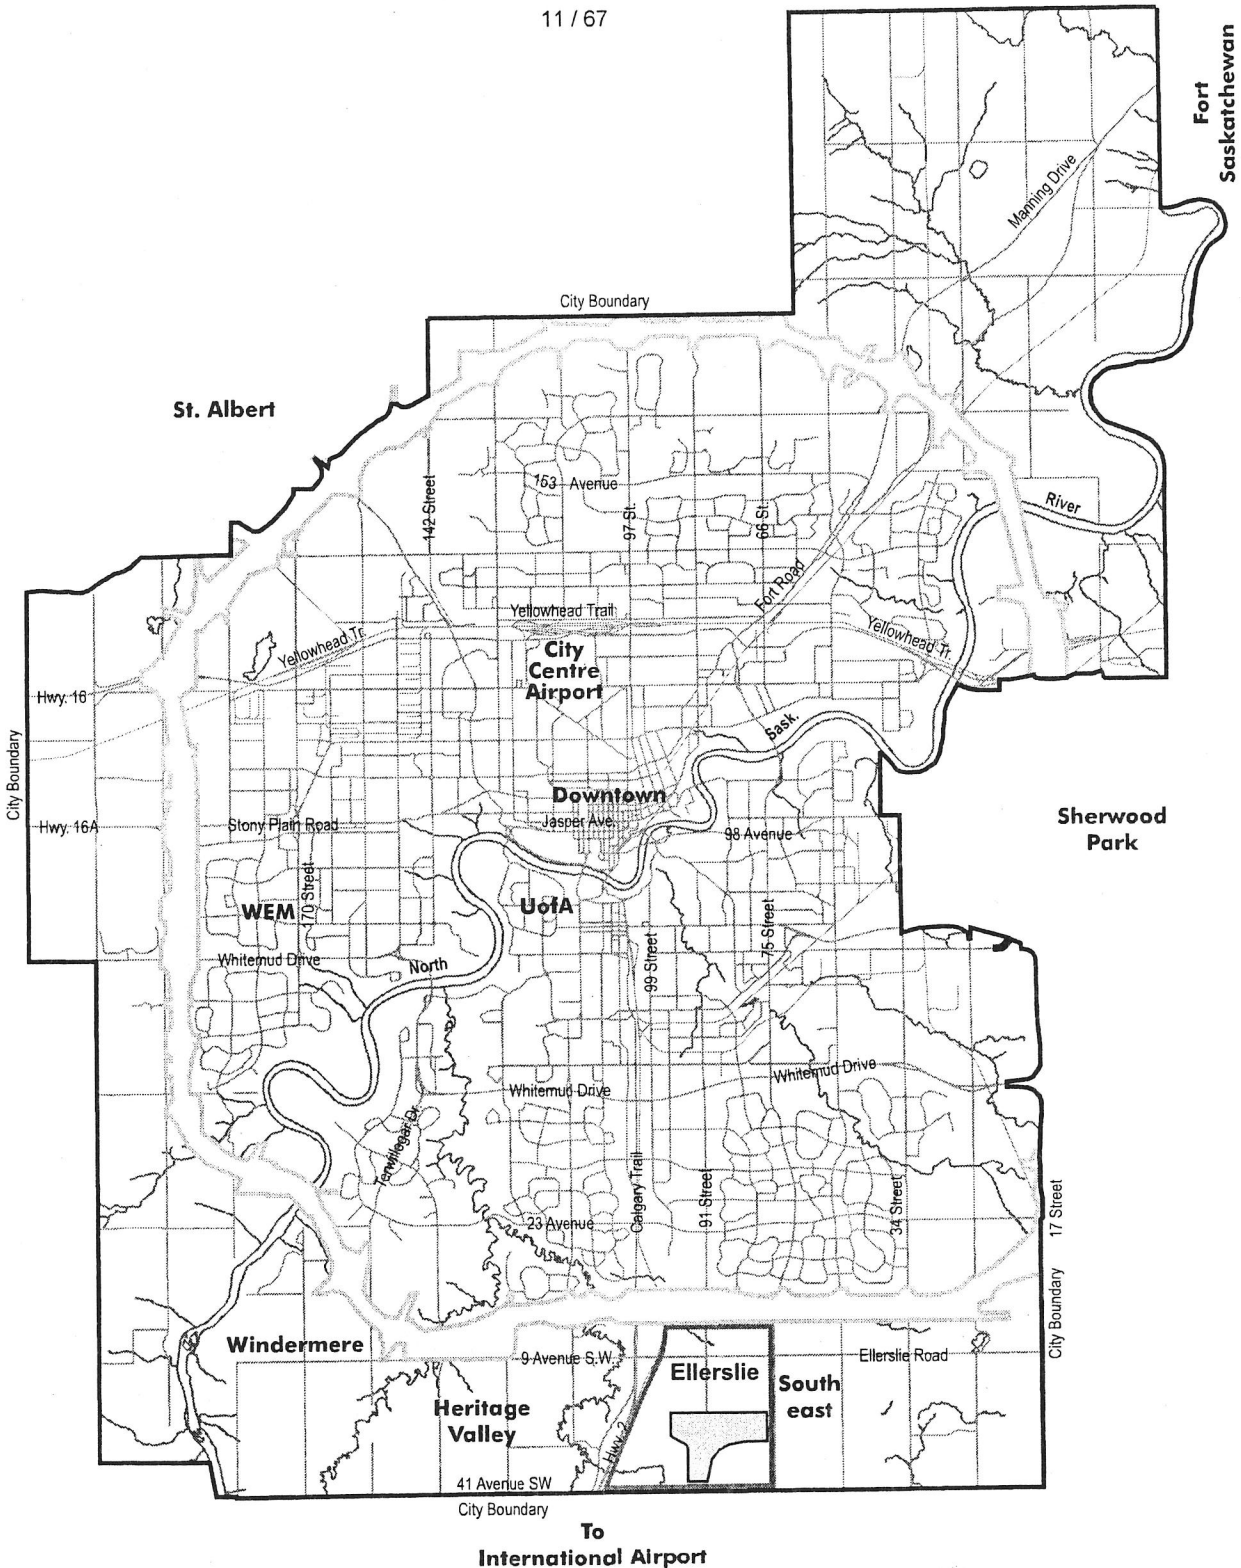 11 / 67
Fort
Saskatchewan
Manning Drive
City Boundary
St. Albert
153 Avenue
142 Street
97 St.
66 St.
River
Fort Road
Yellowhead Trail
Yellowhead Tr.
Yellowhead Tr.
City
Centre
Airport
Hwy. 16
Sask.
City Boundary
Downtown
Jasper Ave.
Hwy. 16A
Stony Plain Road
98 Avenue
Sherwood
Park
170 Street
WEM
UofA
75 Street
99 Street
Whitemud Drive
North
Whitemud Drive
Whitemud Drive
Terwillegar Dr.
Calgary Trail
91 Street
34 Street
17 Street
23 Avenue
City Boundary
Windermere
9 Avenue S.W.
Ellerslie Road
Ellerslie
South
east
Heritage
Valley
Hwy. 2
41 Avenue SW
City Boundary
To
International Airport